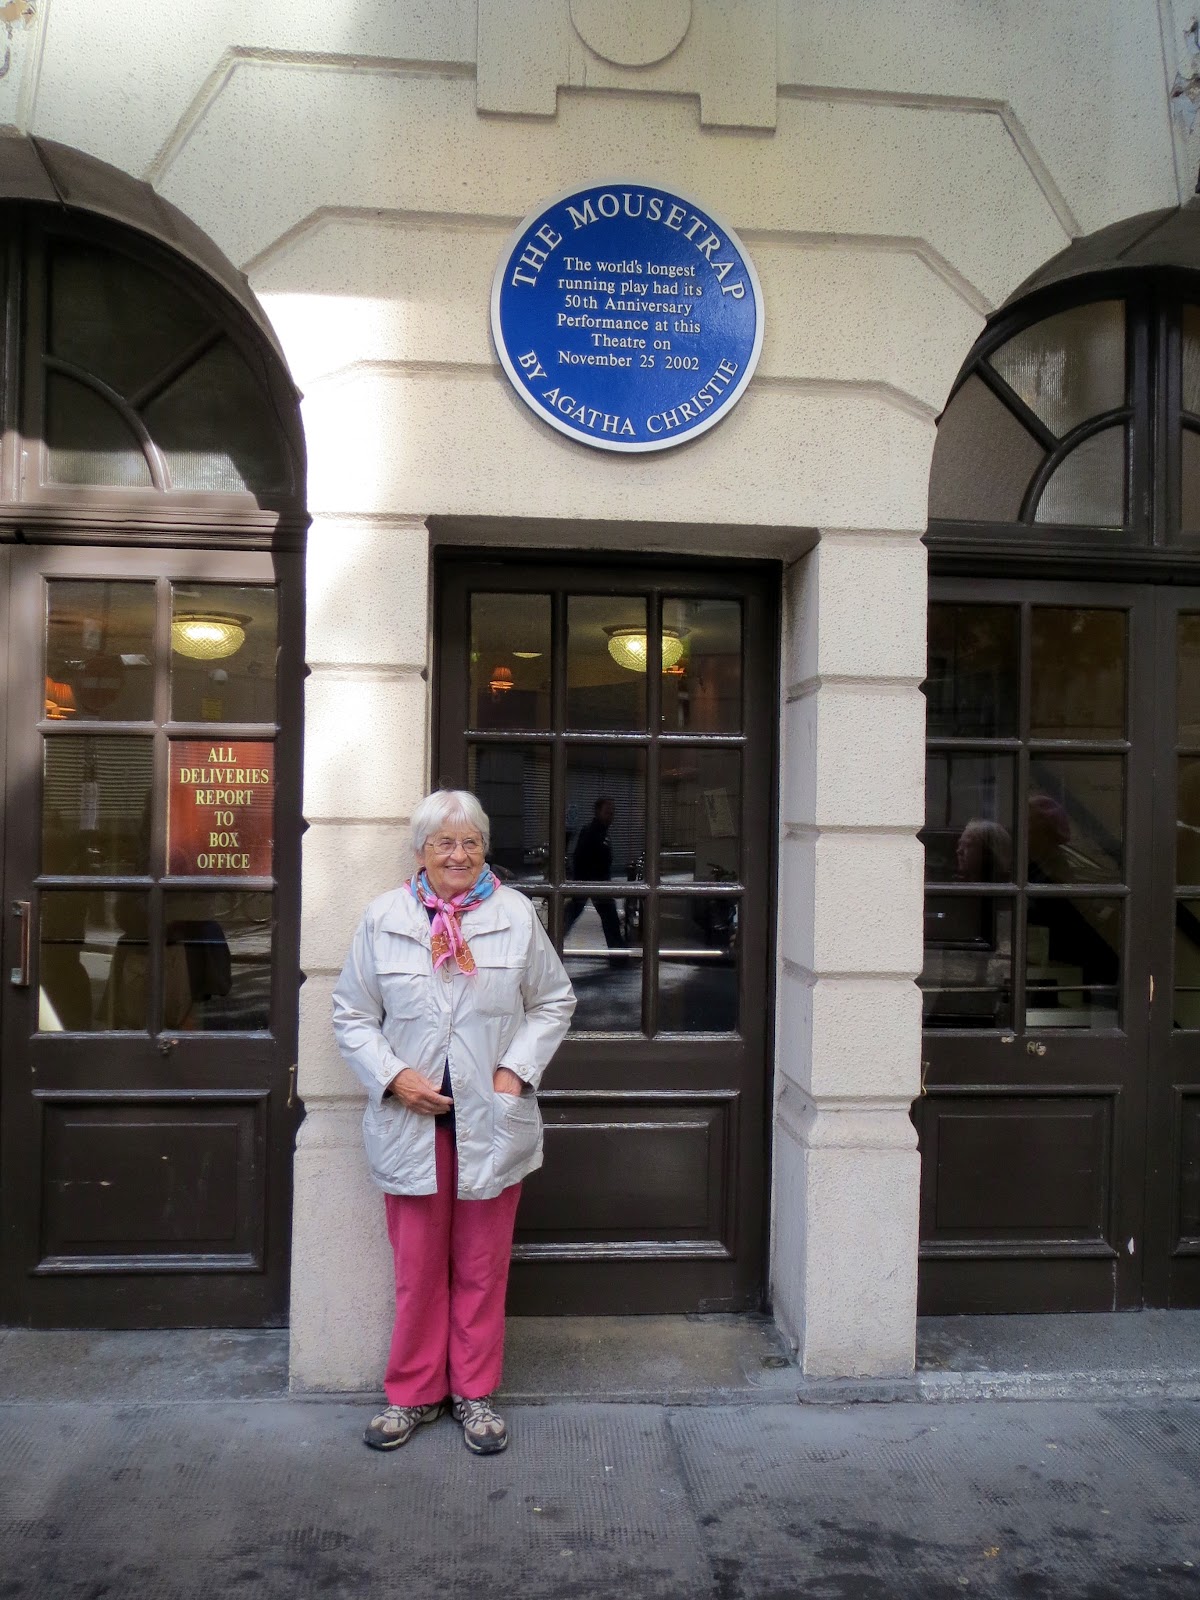 THE MOUSETRAP
The world's longest
running play had its
50th Anniversary
Performance at this
Theatre on
November 25 2002
BY AGATHA CHRISTIE
ALL
DELIVERIES
REPORT
TO
BOX
OFFICE